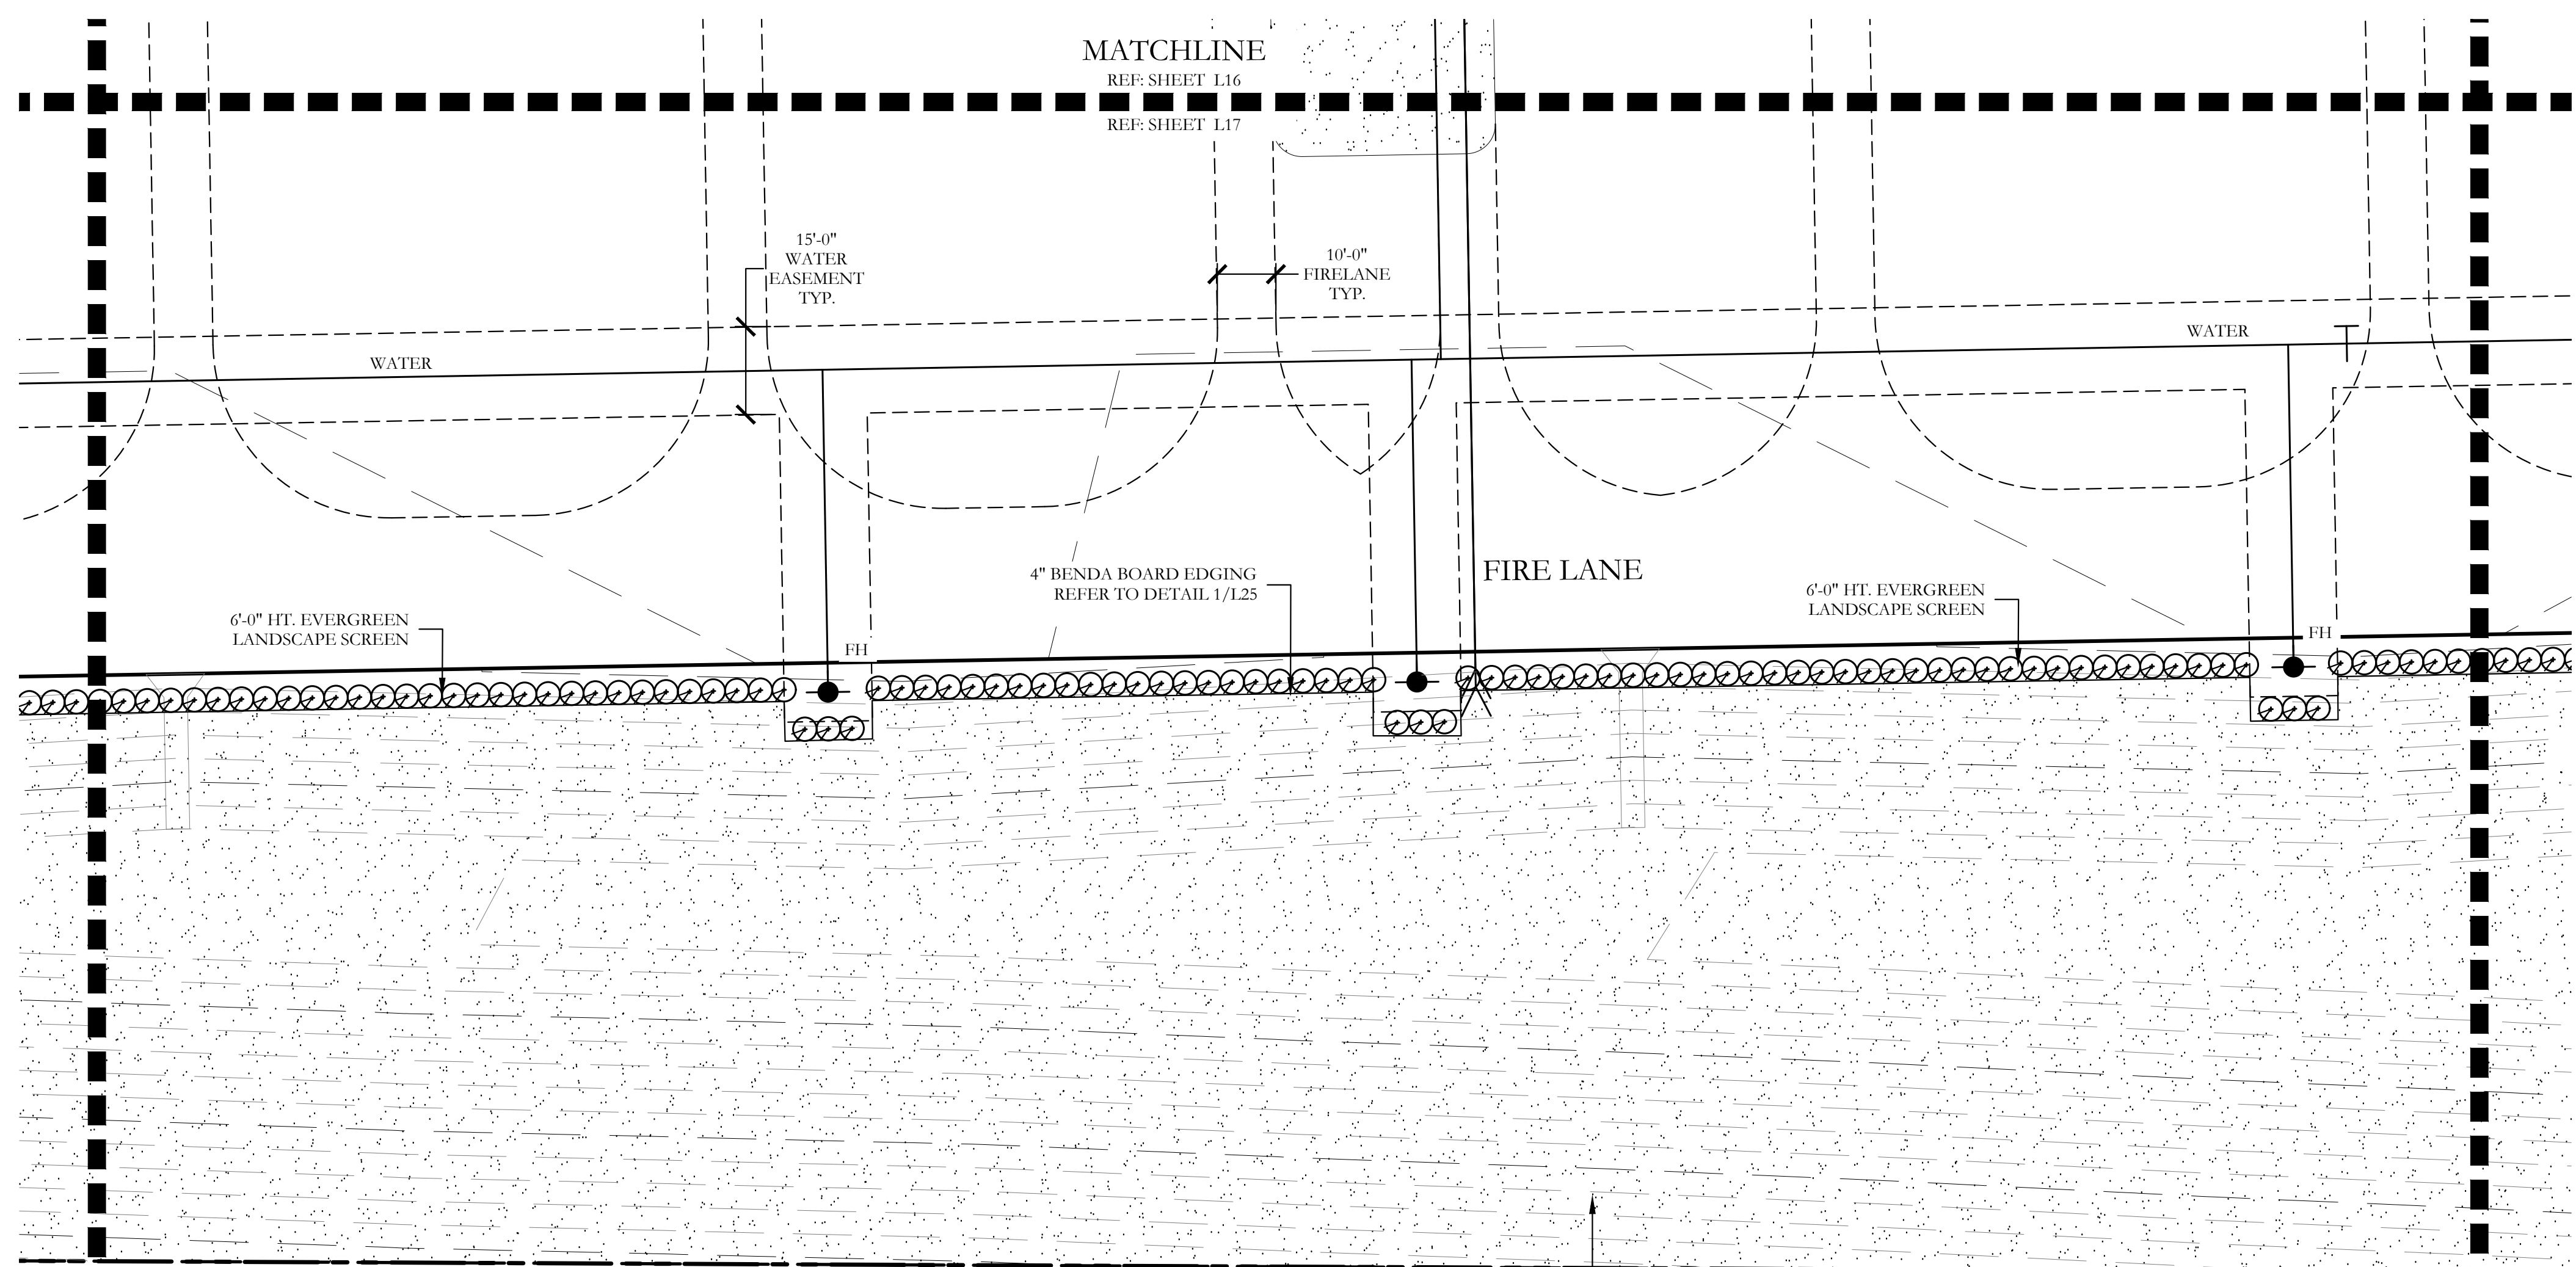 MATCHLINE
REF: SHEET L16
REF: SHEET L17
15'-0"
WATER
EASEMENT
TYP.
10'-0"
FIRELANE
TYP.
WATER
WATER
4" BENDA BOARD EDGING
REFER TO DETAIL 1/L25
FIRE LANE
6'-0" HT. EVERGREEN
LANDSCAPE SCREEN
6'-0" HT. EVERGREEN
LANDSCAPE SCREEN
FH
FH